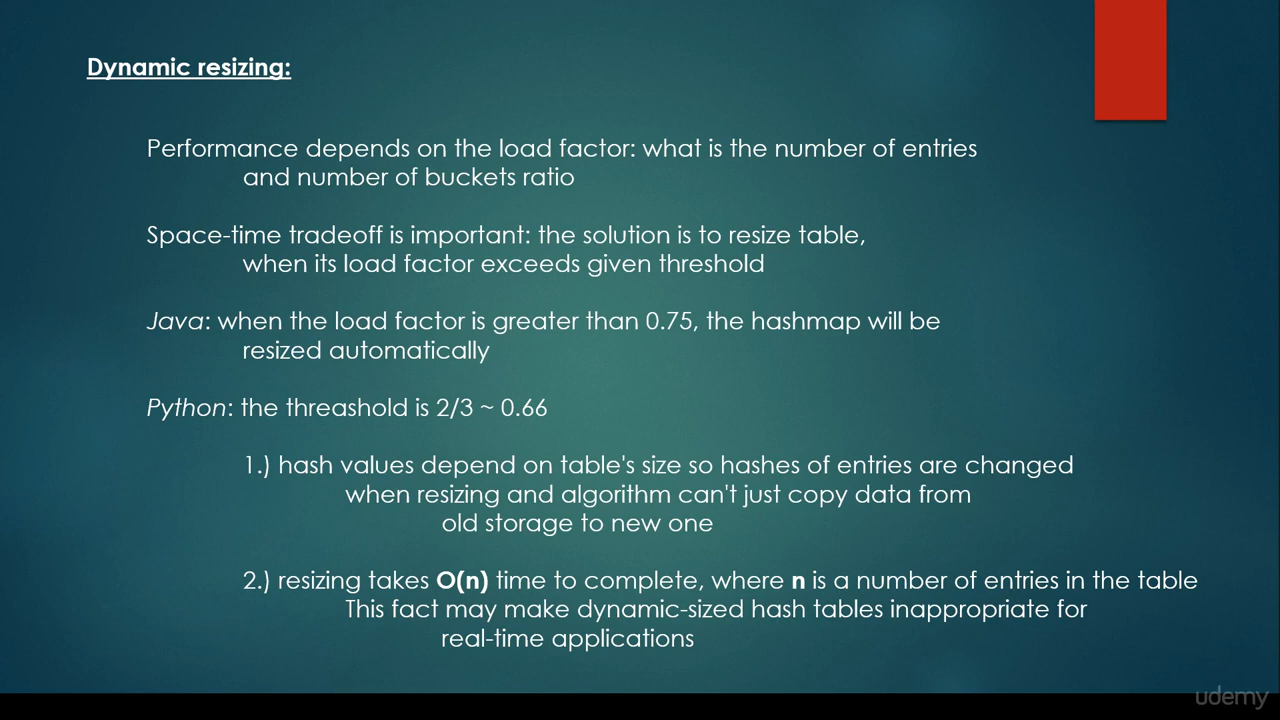 Dynamic resizing:
Performance depends on the load factor: what is the number of entries
and number of buckets ratio
Space-time tradeoff is important: the solution is to resize table,
when its load factor exceeds given threshold
Java: when the load factor is greater than 0.75, the hashmap will be
resized automatically
Python: the threashold is 2/3 ~ 0.66
1.) hash values depend on table's size so hashes of entries are changed
when resizing and algorithm can't just copy data from
old storage to new one
2.) resizing takes O(n) time to complete, where n is a number of entries in the table
This fact may make dynamic-sized hash tables inappropriate for
real-time applications
udemy